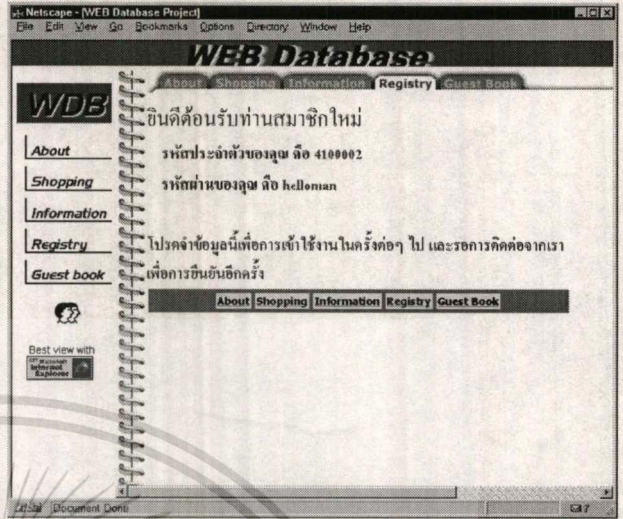 Netscape - [WEB Database Project]
File Edit View Go Bookmarks Options Directory Window Help
WEB Database
About Shopping Information Registry Guest Book
WDB
ยินดีต้อนรับท่านสมาชิกใหม่
About
รหัสประจำตัวของคุณ คือ 4100002
Shopping
รหัสผ่านของคุณ คือ helloman
Information
Registry
โปรดจำข้อมูลนี้เพื่อการเข้าใช้งานในครั้งต่อๆ ไป และรอการติดต่อจากเรา
Guest book
เพื่อการยืนยันอีกครั้ง
About Shopping Information Registry Guest Book
Best view with
Microsoft
Internet
Explorer
Document Done